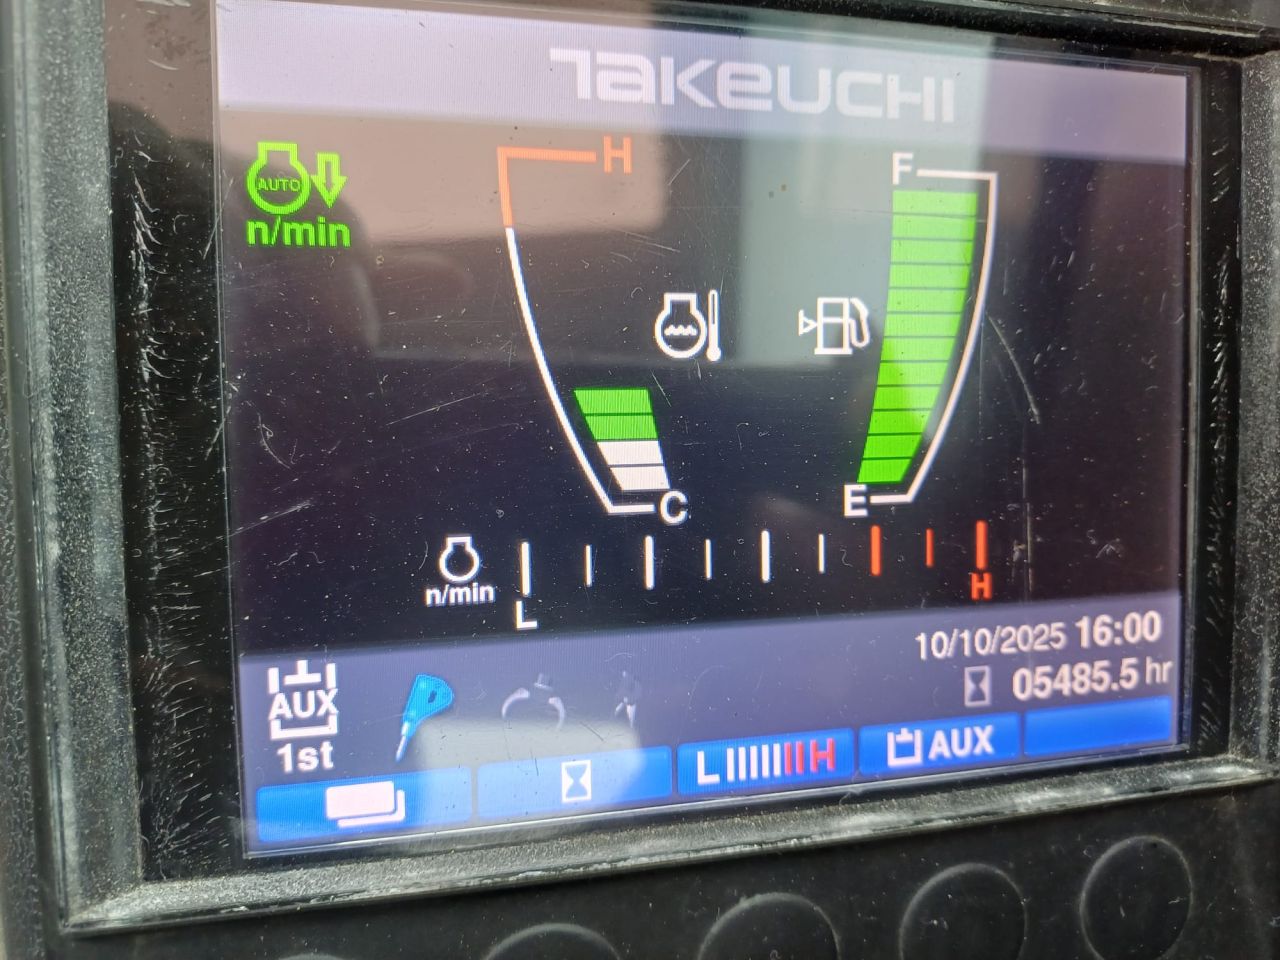 TAKEUCHI
AUTO
n/min
H
F
C
E
n/min
L
H
10/10/2025 16:00
05485.5 hr
AUX
1st
L H
AUX